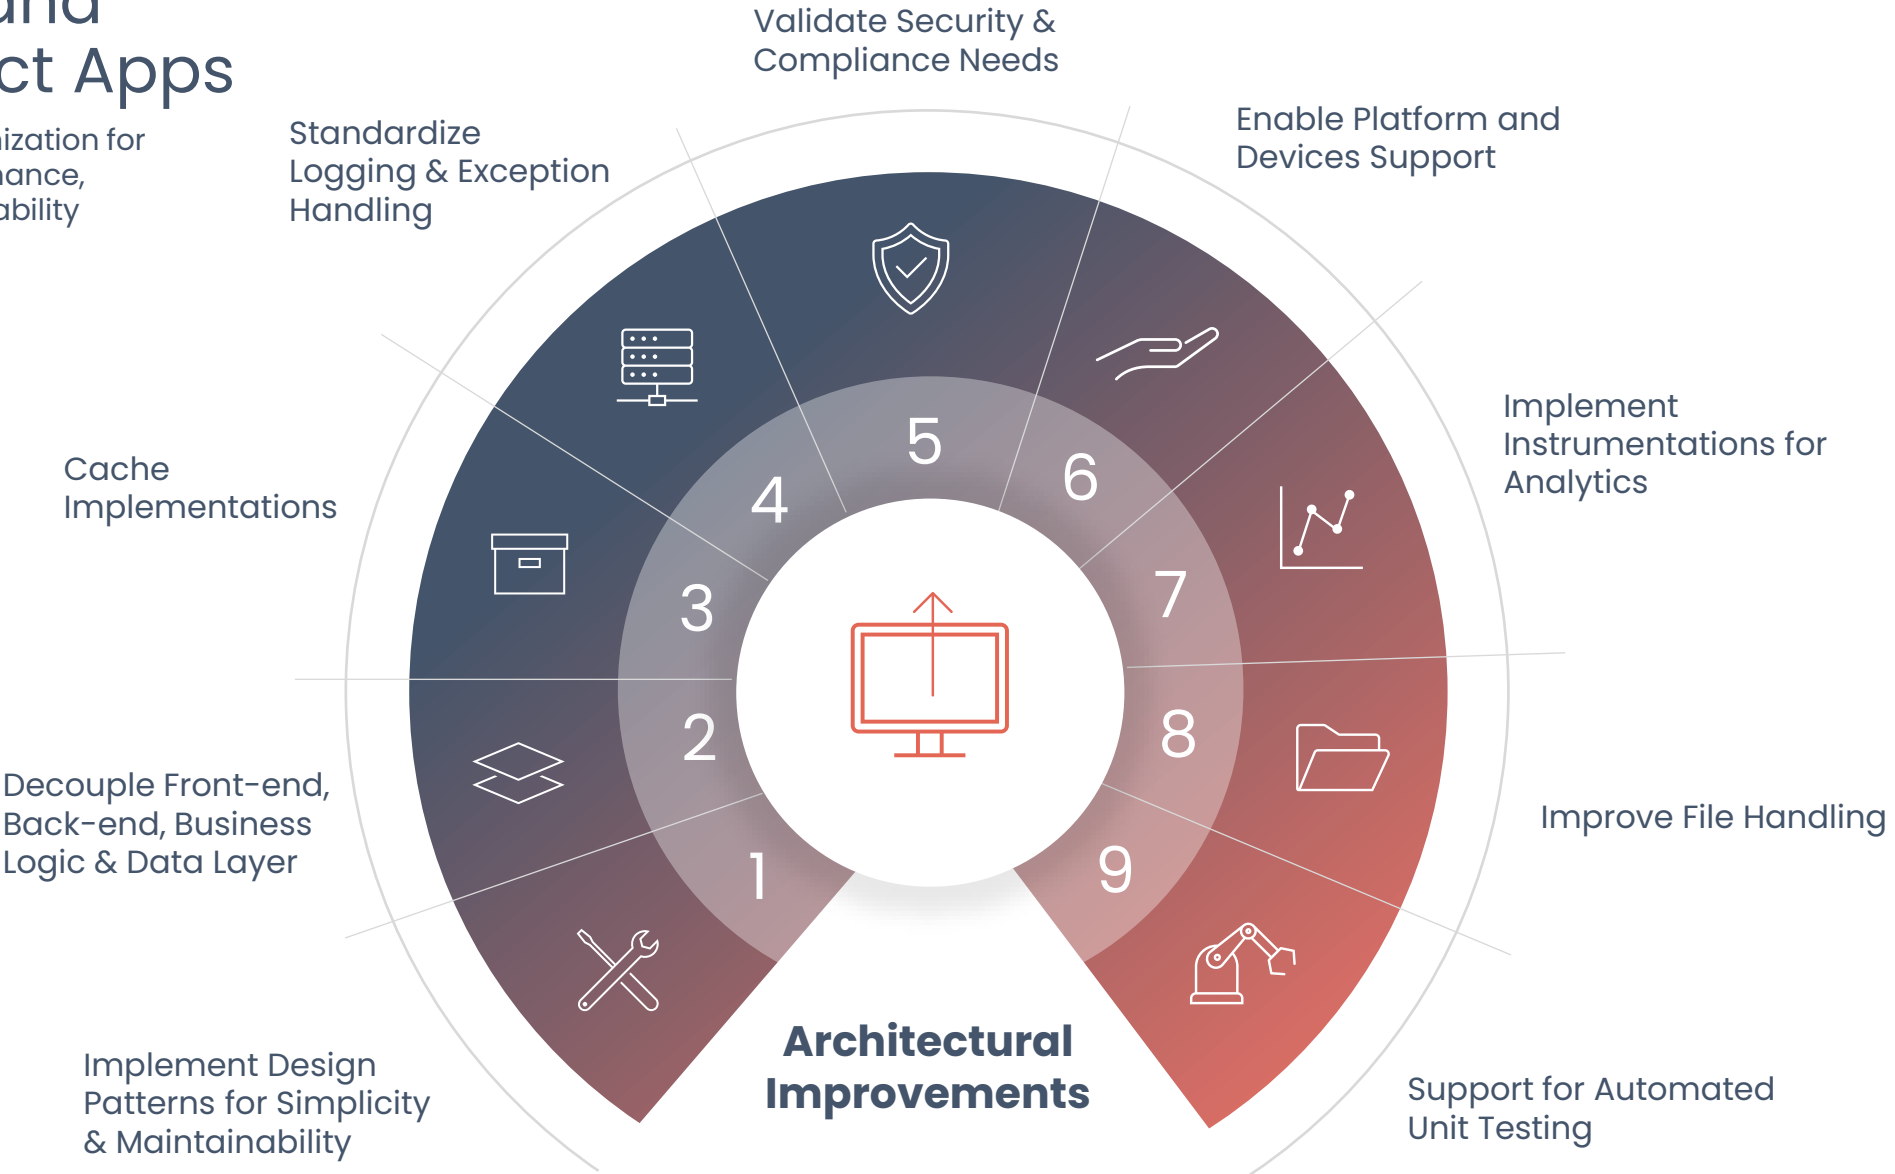 ct Apps
Validate Security &
Compliance Needs
Standardize
Logging & Exception
Handling
Enable Platform and
Devices Support
Cache
Implementations
Implement
Instrumentations for
Analytics
Decouple Front-end,
Back-end, Business
Logic & Data Layer
Improve File Handling
Implement Design
Patterns for Simplicity
& Maintainability
Support for Automated
Unit Testing
1
2
3
4
5
6
7
8
9
Architectural
Improvements
and
ization for
ance,
ability